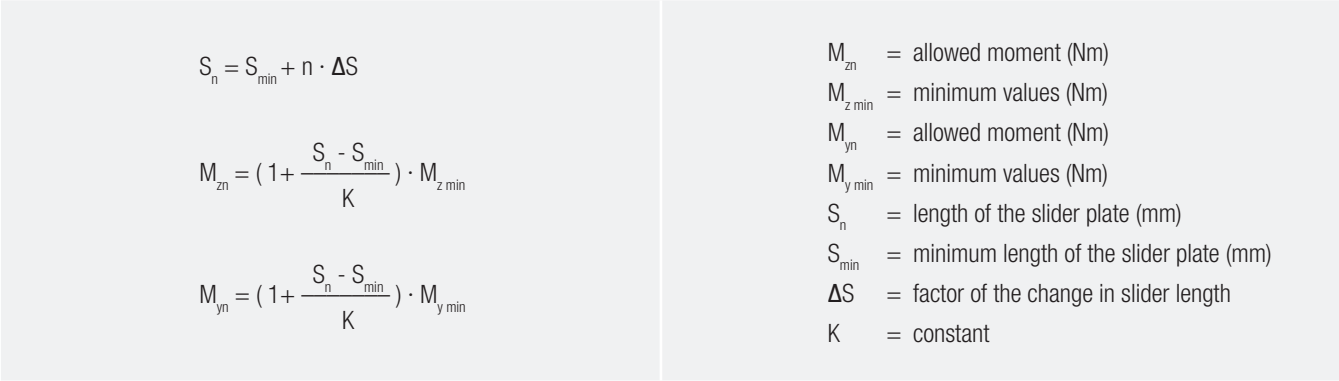 Sₙ = Smin + n · ΔS
Mzn = ( 1+ (Sn - Smin) / K ) · Mz min
Myn = ( 1+ (Sn - Smin) / K ) · My min
Mzn = allowed moment (Nm)
Mz min = minimum values (Nm)
Myn = allowed moment (Nm)
My min = minimum values (Nm)
Sn = length of the slider plate (mm)
Smin = minimum length of the slider plate (mm)
ΔS = factor of the change in slider length
K = constant